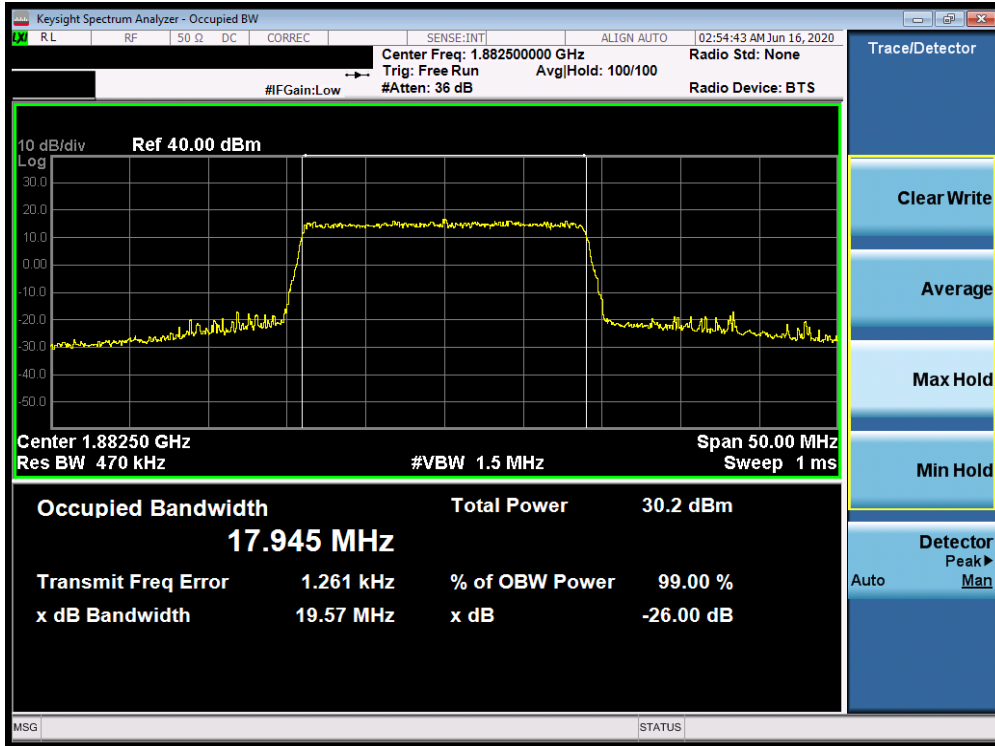 Keysight Spectrum Analyzer - Occupied BW
LXI RL RF 50 Ω DC CORREC SENSE:INT ALIGN AUTO 02:54:43 AM Jun 16, 2020
Center Freq: 1.882500000 GHz Radio Std: None
Trig: Free Run Avg|Hold: 100/100
#IFGain:Low #Atten: 36 dB Radio Device: BTS
Trace/Detector
10 dB/div Ref 40.00 dBm
Log
30.0
20.0
10.0
0.00
-10.0
-20.0
-30.0
-40.0
-50.0
Center 1.88250 GHz Span 50.00 MHz
Res BW 470 kHz #VBW 1.5 MHz Sweep 1 ms
Occupied Bandwidth Total Power 30.2 dBm
17.945 MHz
Transmit Freq Error 1.261 kHz % of OBW Power 99.00 %
x dB Bandwidth 19.57 MHz x dB -26.00 dB
Clear Write
Average
Max Hold
Min Hold
Detector
Peak▶
Auto Man
MSG STATUS